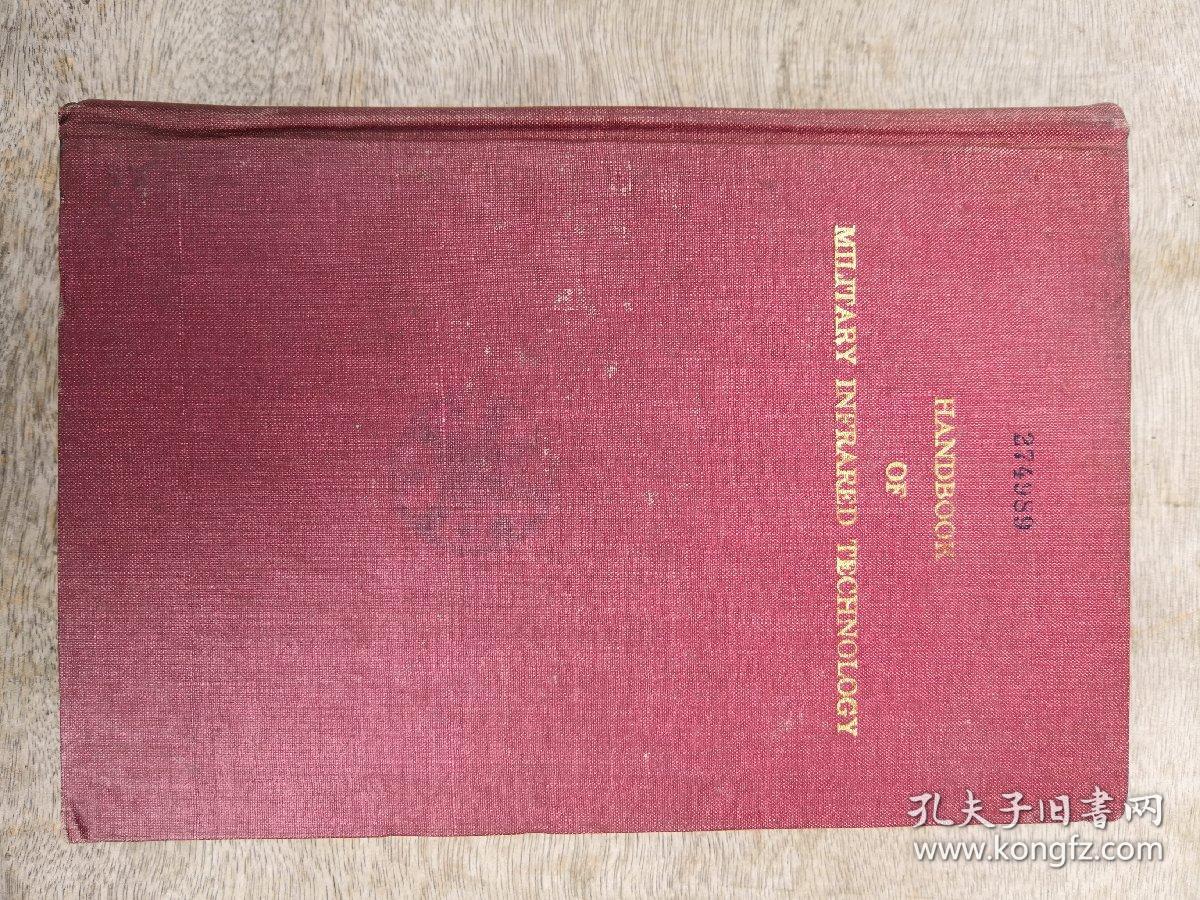 274989
HANDBOOK
OF
MILITARY INFRARED TECHNOLOGY
孔夫子旧书网
www.kongfz.com